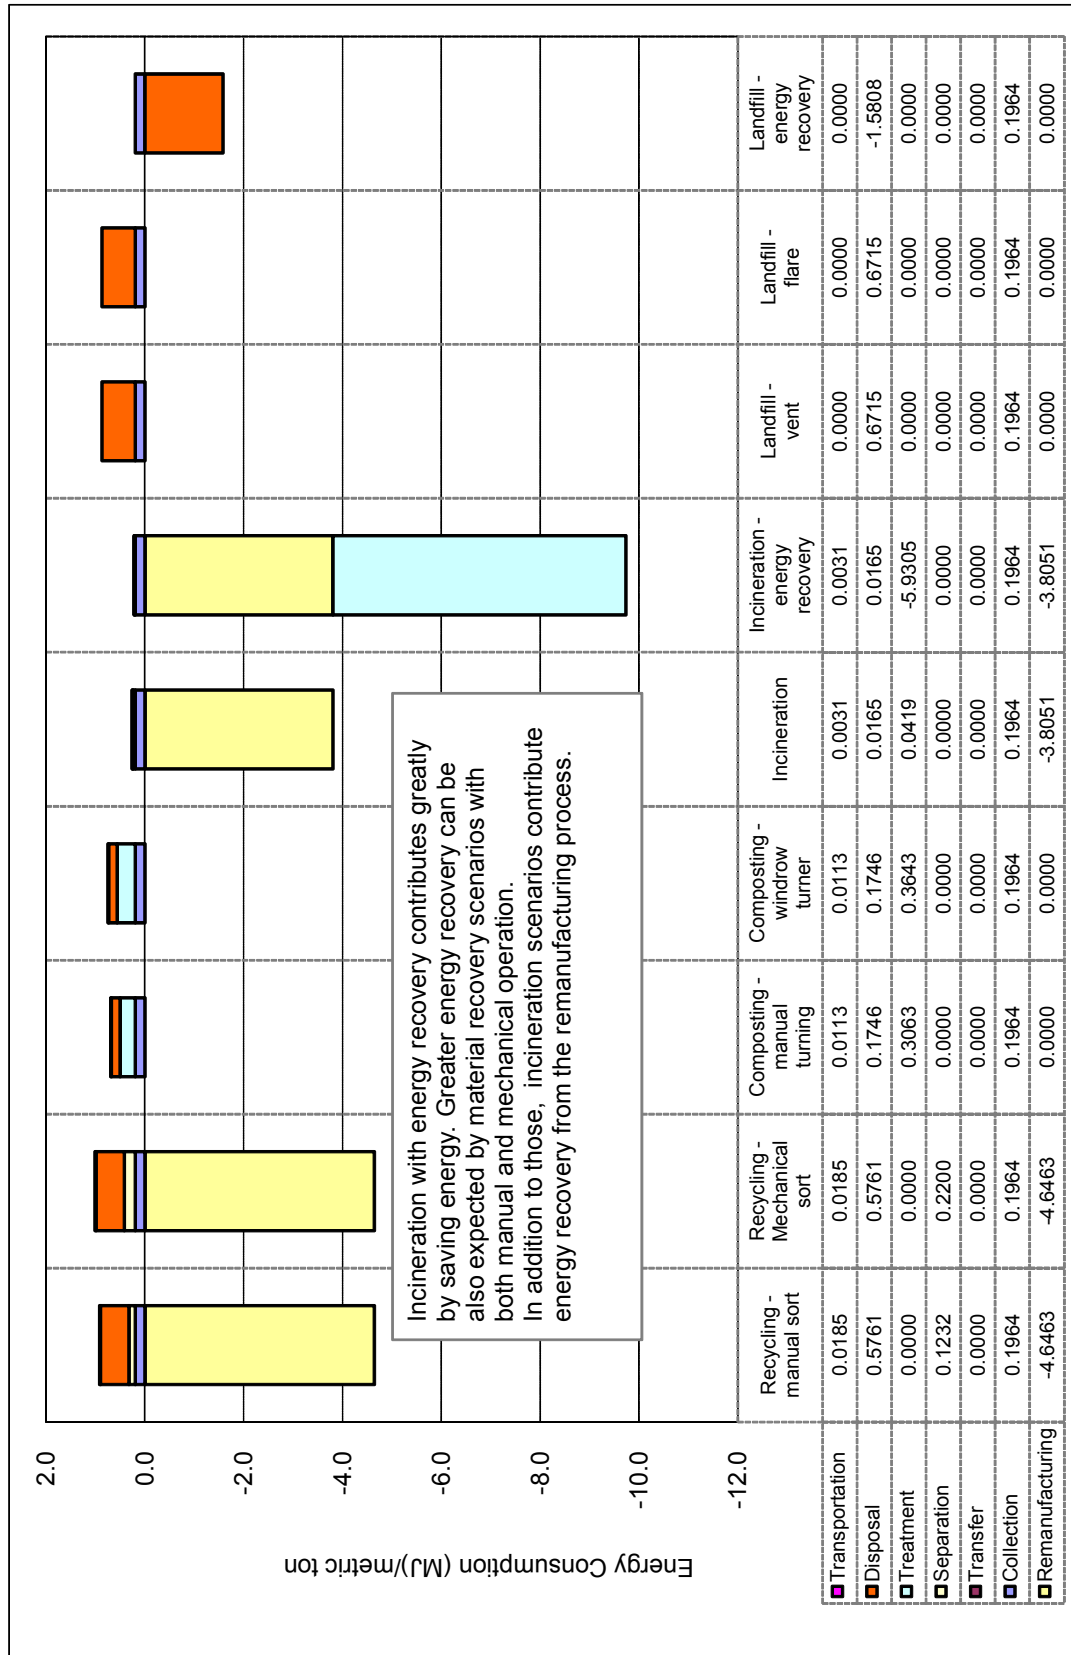 2.0
0.0
-2.0
-4.0
-6.0
-8.0
-10.0
-12.0
Energy Consumption (MJ)/metric ton
Incineration with energy recovery contributes greatly
by saving energy. Greater energy recovery can be
also expected by material recovery scenarios with
both manual and mechanical operation.
In addition to those, incineration scenarios contribute
energy recovery from the remanufacturing process.
Recycling - manual sort Recycling - Mechanical sort Composting - manual turning Composting - windrow turner Incineration Incineration - energy recovery Landfill - vent Landfill - flare Landfill - energy recovery
Transportation 0.0185 0.0185 0.0113 0.0113 0.0031 0.0031 0.0000 0.0000 0.0000
Disposal 0.5761 0.5761 0.1746 0.1746 0.0165 0.0165 0.6715 0.6715 -1.5808
Treatment 0.0000 0.0000 0.3063 0.3643 0.0419 -5.9305 0.0000 0.0000 0.0000
Separation 0.1232 0.2200 0.0000 0.0000 0.0000 0.0000 0.0000 0.0000 0.0000
Transfer 0.0000 0.0000 0.0000 0.0000 0.0000 0.0000 0.0000 0.0000 0.0000
Collection 0.1964 0.1964 0.1964 0.1964 0.1964 0.1964 0.1964 0.1964 0.1964
Remanufacturing -4.6463 -4.6463 0.0000 0.0000 -3.8051 -3.8051 0.0000 0.0000 0.0000